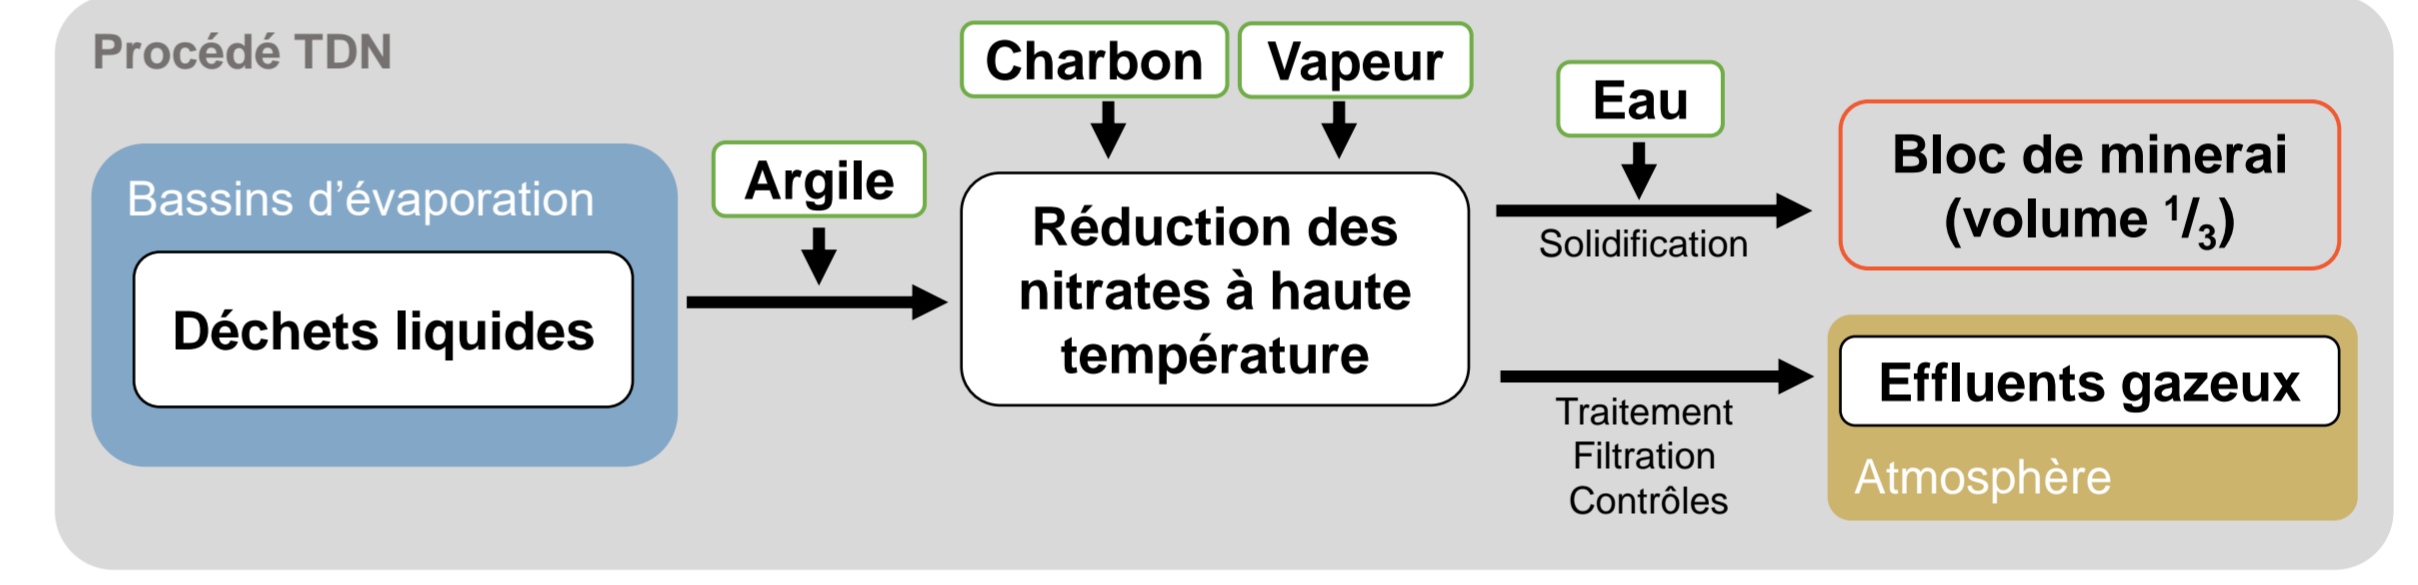 Procédé TDN
Bassins d’évaporation
Déchets liquides
Argile
Charbon
Vapeur
Réduction des
nitrates à haute
température
Eau
Solidification
Bloc de minerai
(volume 1/3)
Traitement
Filtration
Contrôles
Effluents gazeux
Atmosphère